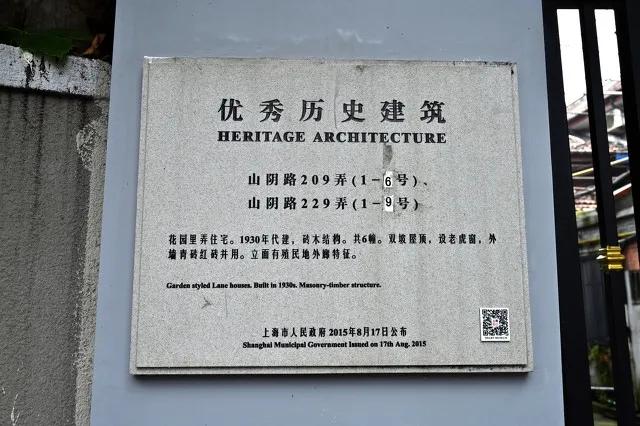 优秀历史建筑
HERITAGE ARCHITECTURE
山阴路209弄(1-6号)、
山阴路229弄(1-9号)
花园里弄住宅。1930年代建，砖木结构。共6幢。双坡屋顶，设老虎窗，外
墙青砖红砖并用。立面有殖民地外廊特征。
Garden styled Lane houses. Built in 1930s. Masonry-timber structure.
上海市人民政府 2015年8月17日公布
Shanghai Municipal Government Issued on 17th Aug. 2015